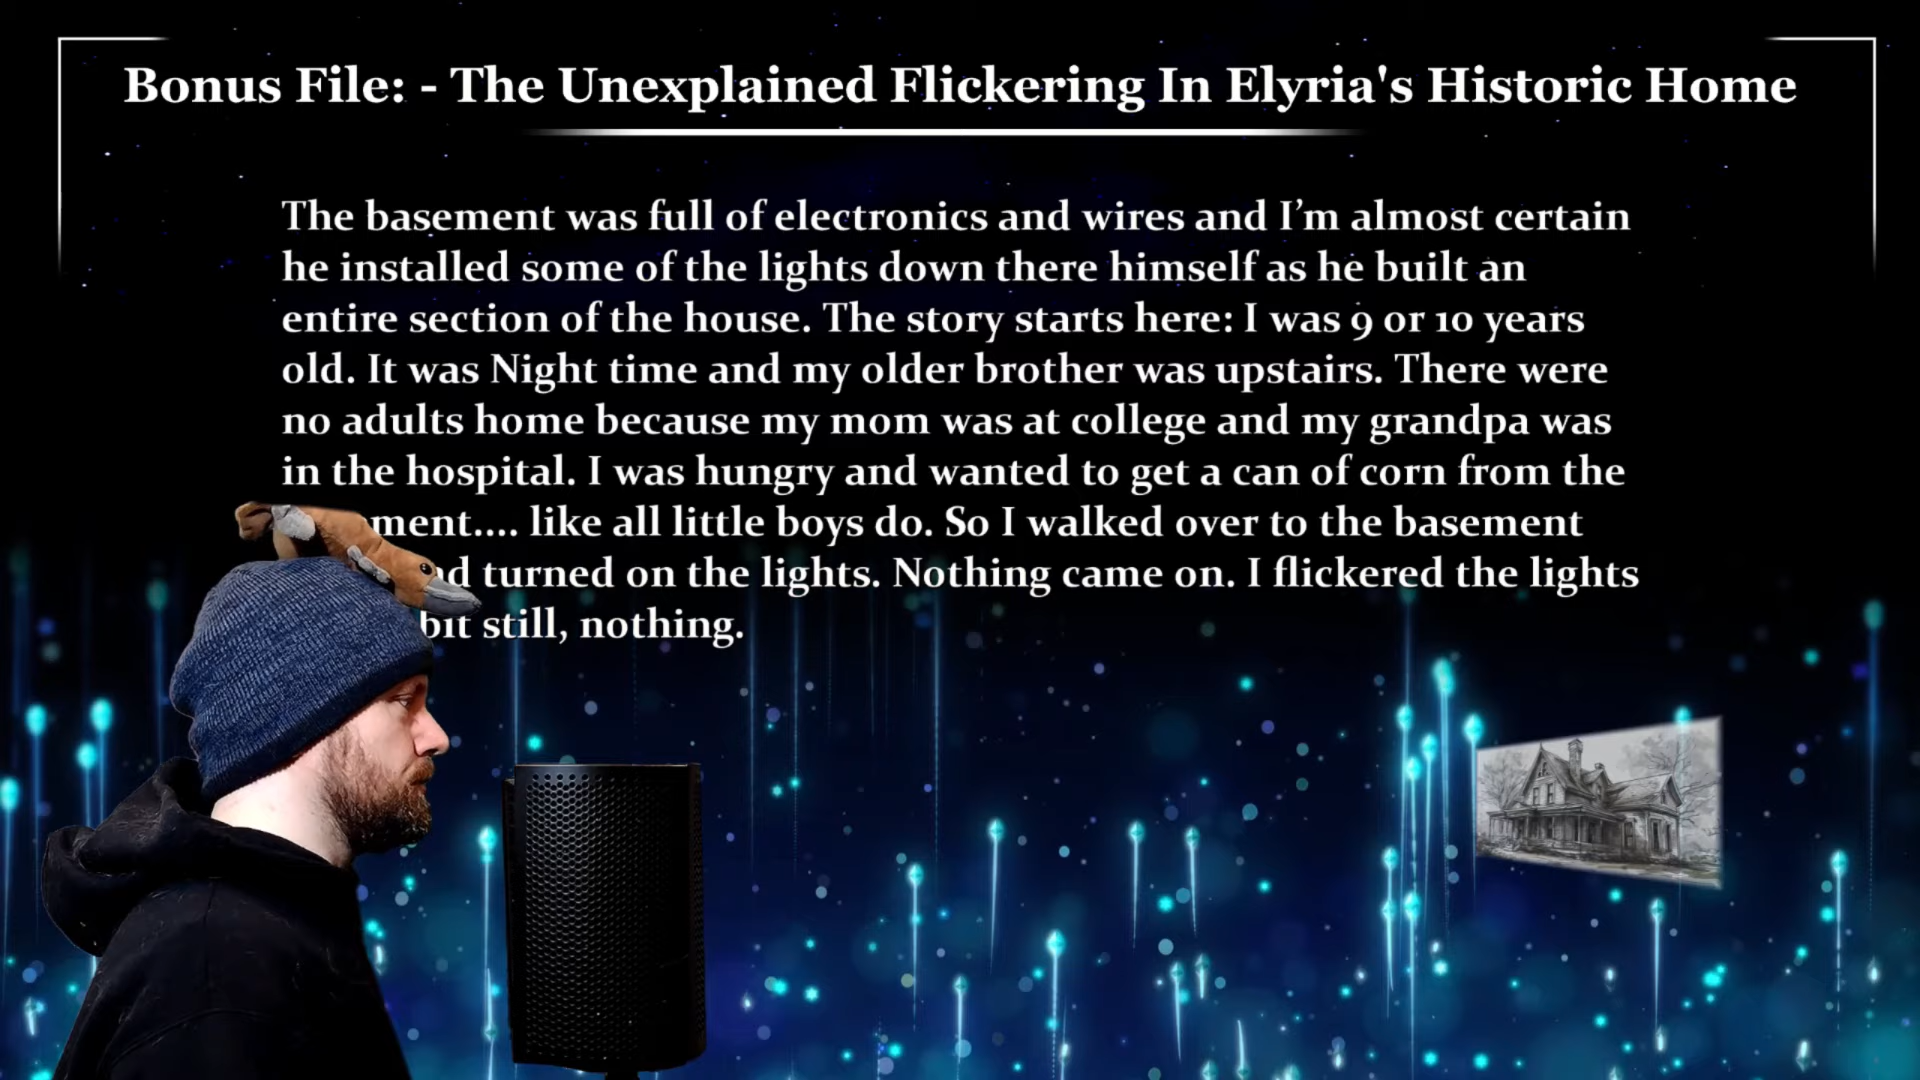 Bonus File: - The Unexplained Flickering In Elyria's Historic Home
The basement was full of electronics and wires and I’m almost certain
he installed some of the lights down there himself as he built an
entire section of the house. The story starts here: I was 9 or 10 years
old. It was Night time and my older brother was upstairs. There were
no adults home because my mom was at college and my grandpa was
in the hospital. I was hungry and wanted to get a can of corn from the
ment.... like all little boys do. So I walked over to the basement
turned on the lights. Nothing came on. I flickered the lights
bit still, nothing.